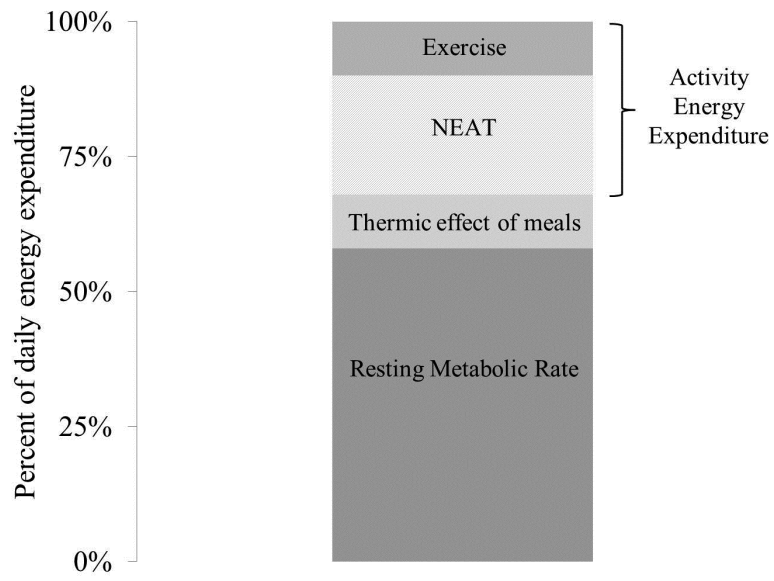 100%
75%
50%
25%
0%
Percent of daily energy expenditure
Exercise
NEAT
Thermic effect of meals
Resting Metabolic Rate
Activity
Energy
Expenditure